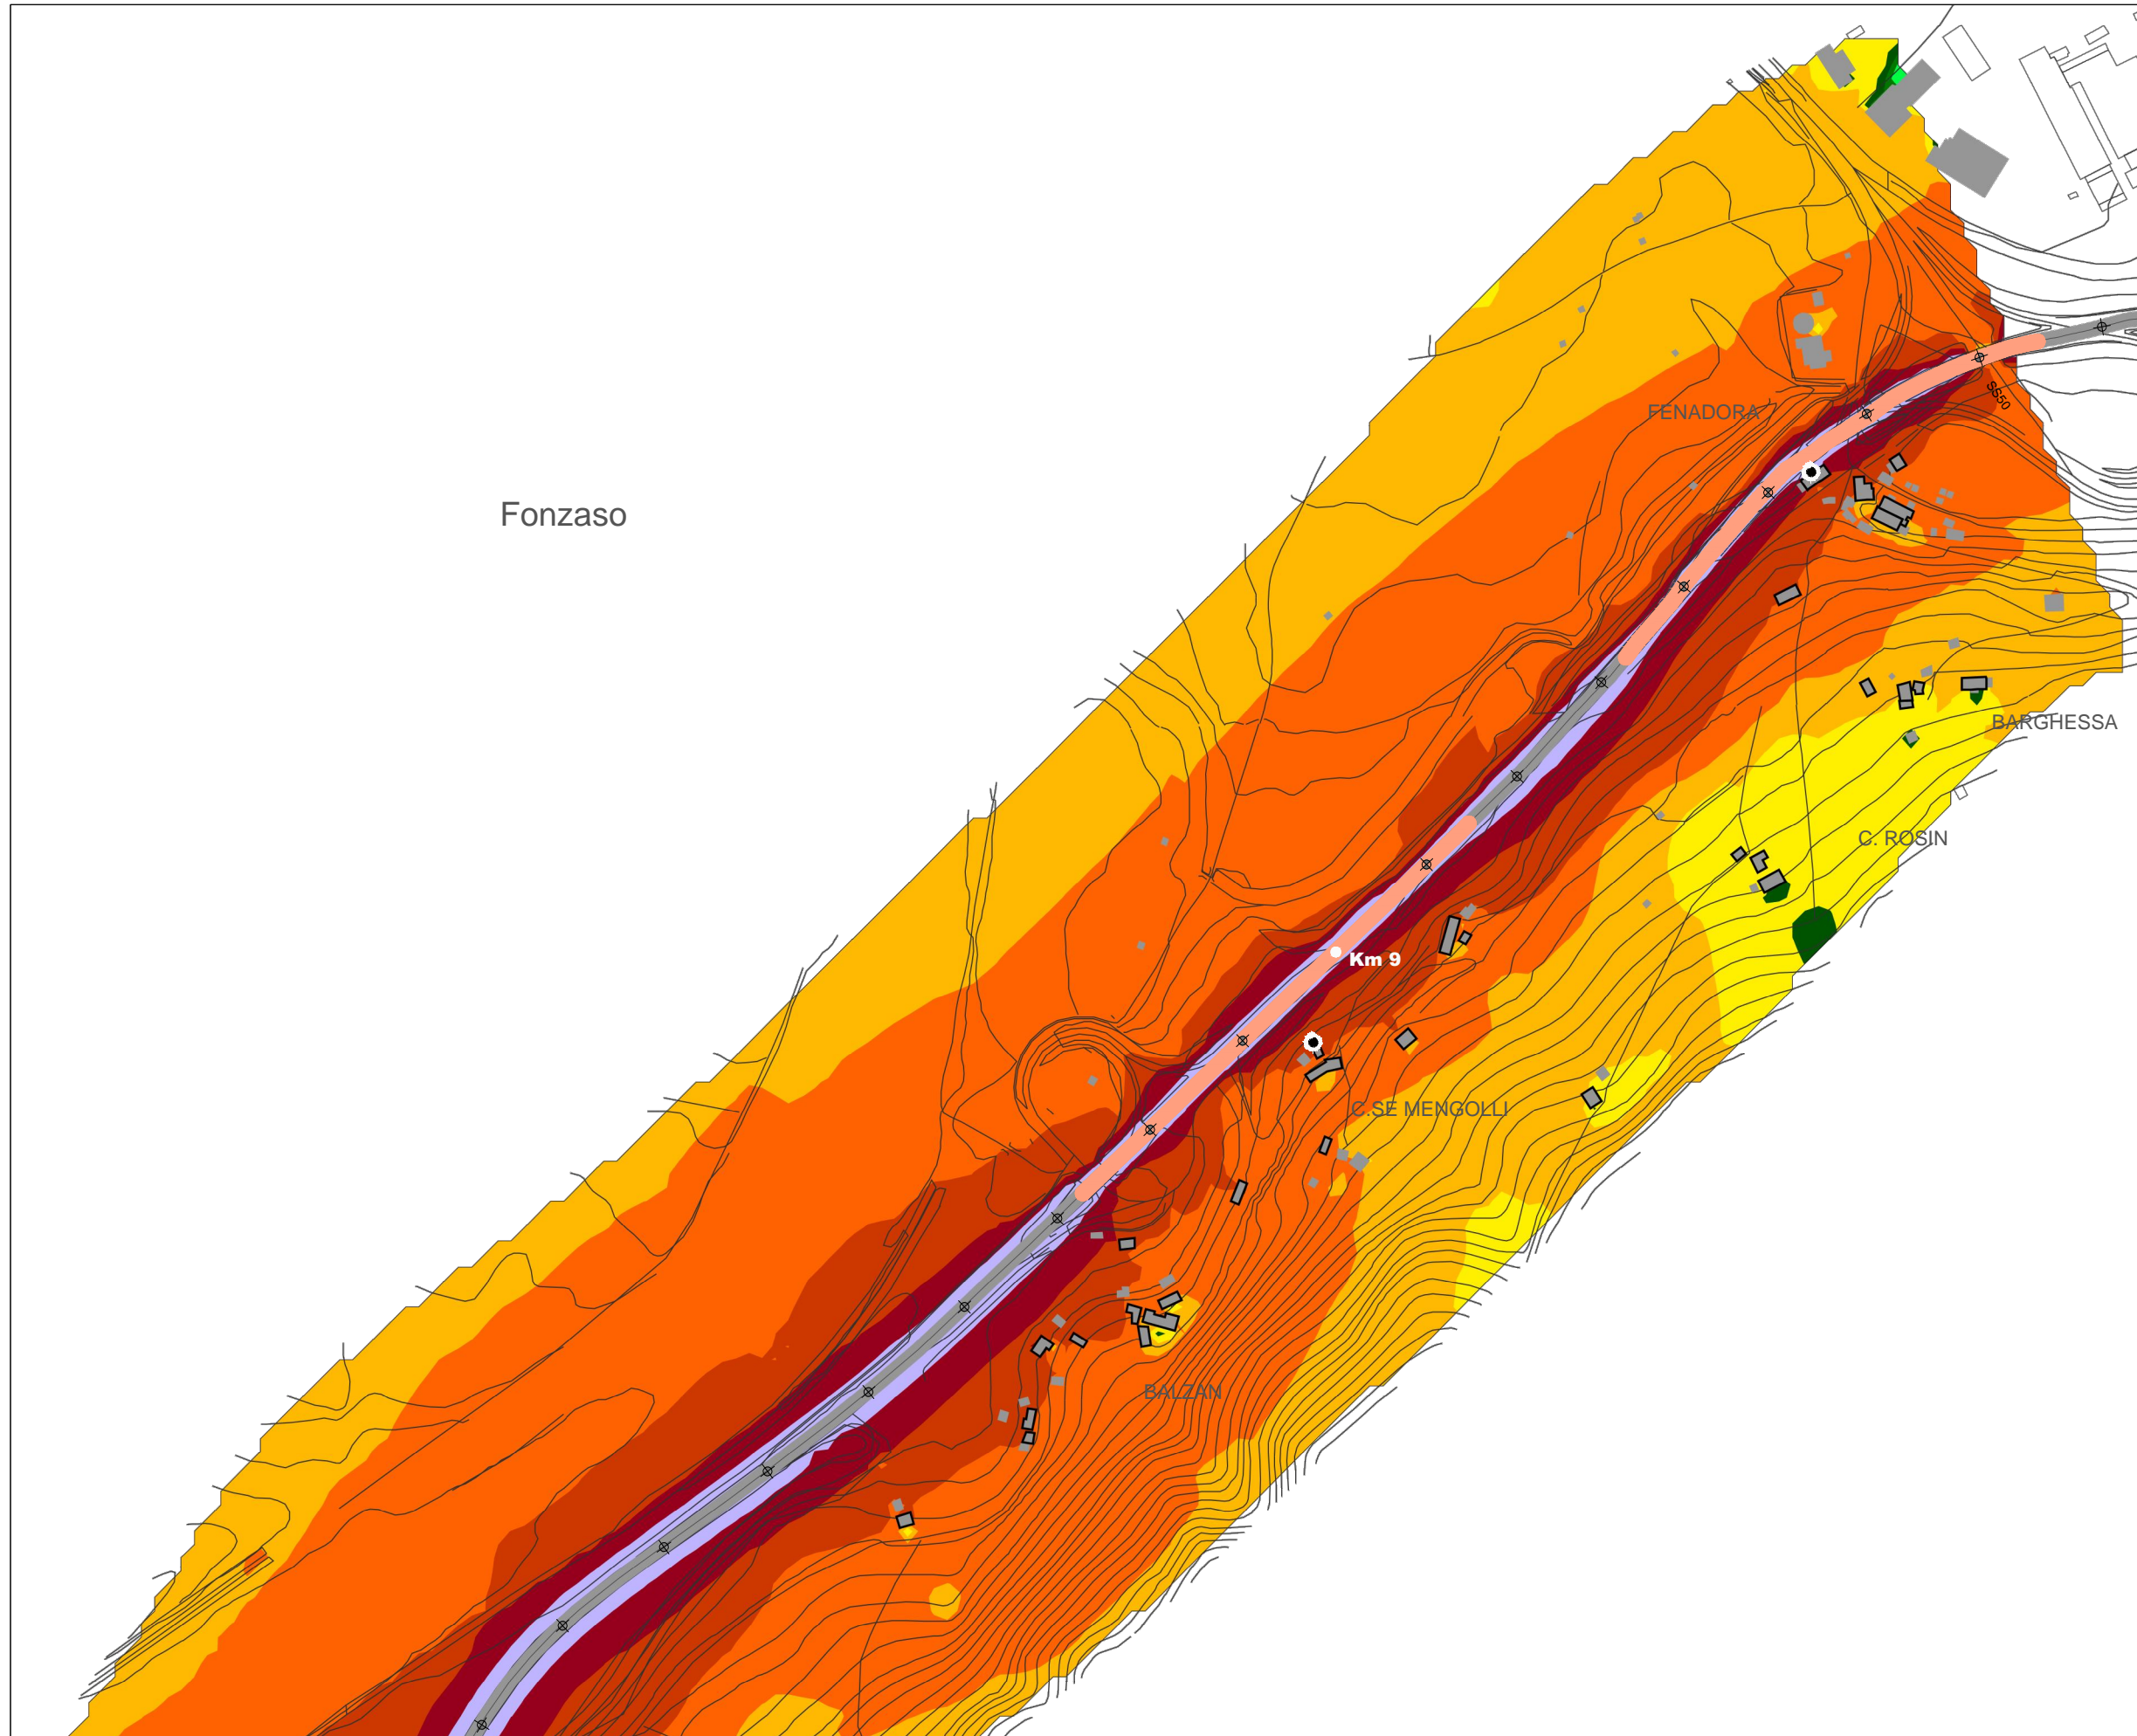 SS50
FENADORA
Fonzaso
BARGHESSA
C. ROSIN
Km 9
C.SE MENGOLLI
BALZAN